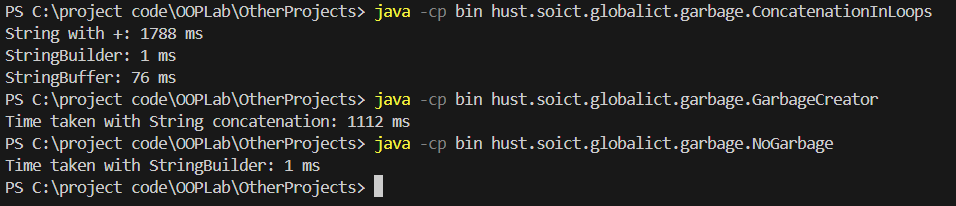 PS C:\project code\OOPLab\OtherProjects> java -cp bin hust.soict.globalict.garbage.ConcatenationInLoops
String with +: 1788 ms
StringBuilder: 1 ms
StringBuffer: 76 ms
PS C:\project code\OOPLab\OtherProjects> java -cp bin hust.soict.globalict.garbage.GarbageCreator
Time taken with String concatenation: 1112 ms
PS C:\project code\OOPLab\OtherProjects> java -cp bin hust.soict.globalict.garbage.NoGarbage
Time taken with StringBuilder: 1 ms
PS C:\project code\OOPLab\OtherProjects>